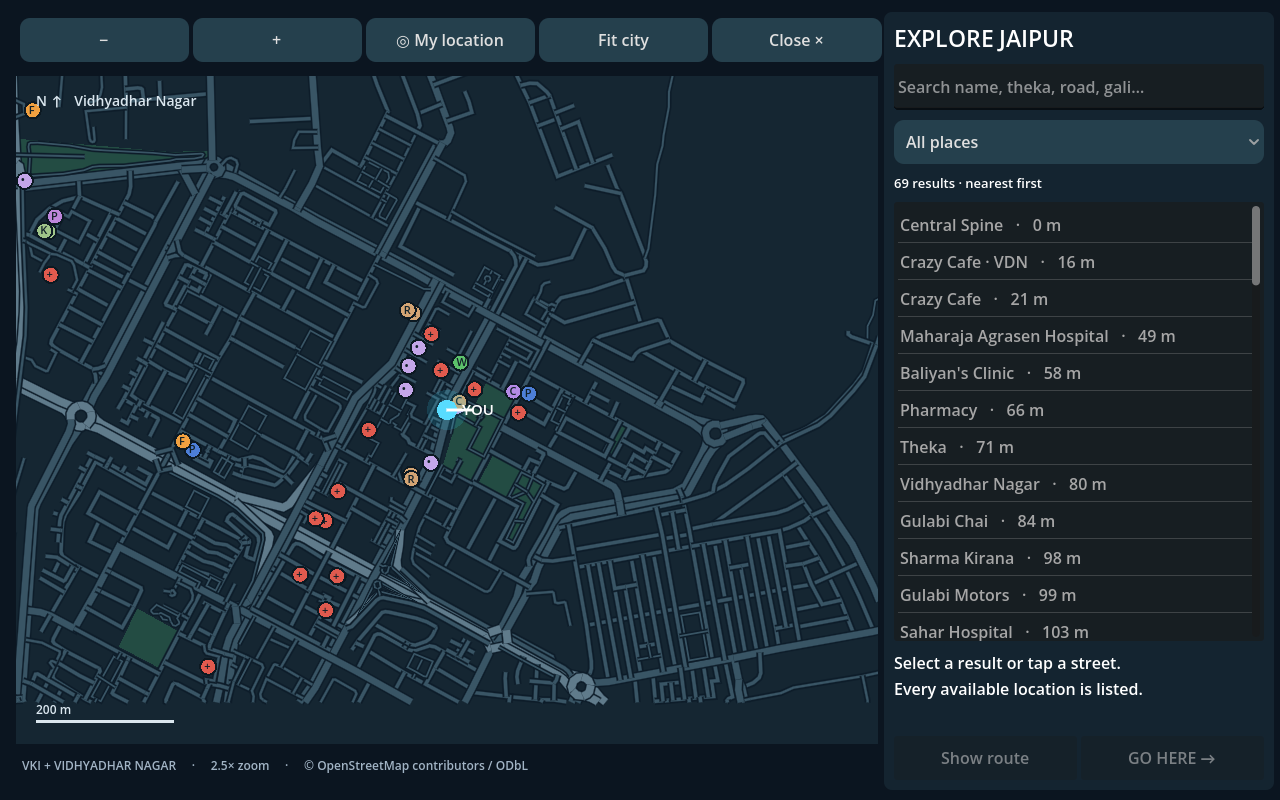 −
+
◎ My location
Fit city
Close ×
EXPLORE JAIPUR
Search name, theka, road, gali...
All places
69 results · nearest first
Central Spine · 0 m
Crazy Cafe · VDN · 16 m
Crazy Cafe · 21 m
Maharaja Agrasen Hospital · 49 m
Baliyan's Clinic · 58 m
Pharmacy · 66 m
Theka · 71 m
Vidhyadhar Nagar · 80 m
Gulabi Chai · 84 m
Sharma Kirana · 98 m
Gulabi Motors · 99 m
Sahar Hospital · 103 m
Select a result or tap a street.
Every available location is listed.
Show route
GO HERE →
N ↑ Vidhyadhar Nagar
F
P
K
R
W
C
P
C
YOU
F
P
R
200 m
VKI + VIDHYADHAR NAGAR · 2.5× zoom · © OpenStreetMap contributors / ODbL